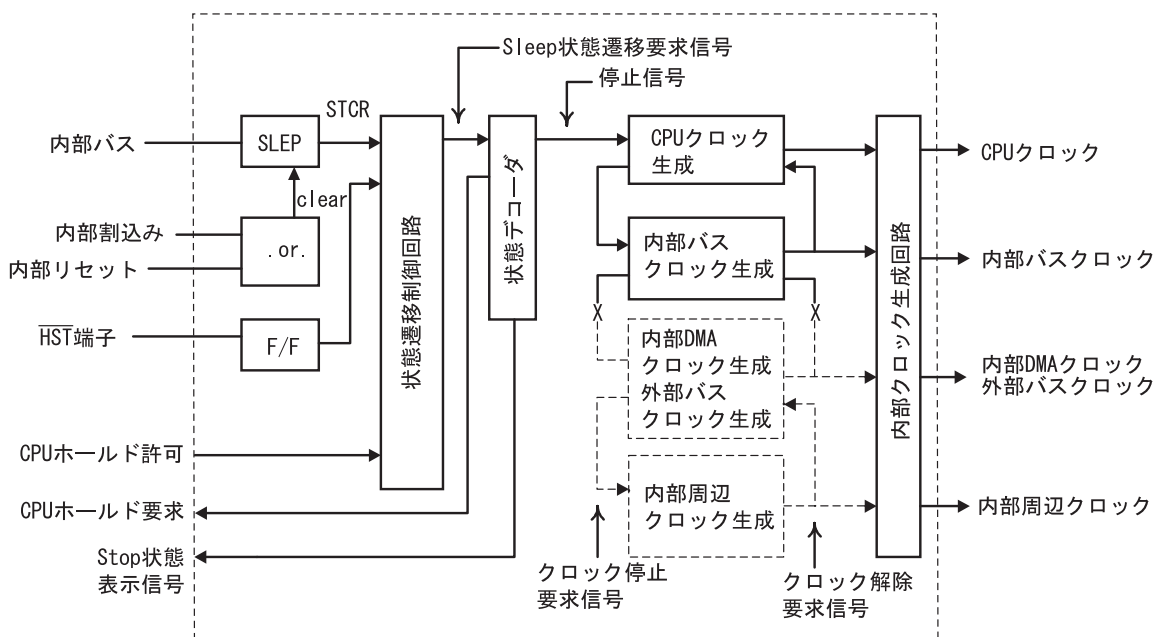 Sleep状態遷移要求信号
停止信号
STCR
内部バス
SLEP
clear
内部割込み
内部リセット
.or.
HST端子
F/F
CPUホールド許可
CPUホールド要求
Stop状態
表示信号
状態遷移制御回路
状態デコーダ
CPUクロック
生成
内部バス
クロック生成
X
X
内部DMA
クロック生成
外部バス
クロック生成
内部周辺
クロック生成
クロック停止
要求信号
クロック解除
要求信号
内部クロック生成回路
CPUクロック
内部バスクロック
内部DMAクロック
外部バスクロック
内部周辺クロック